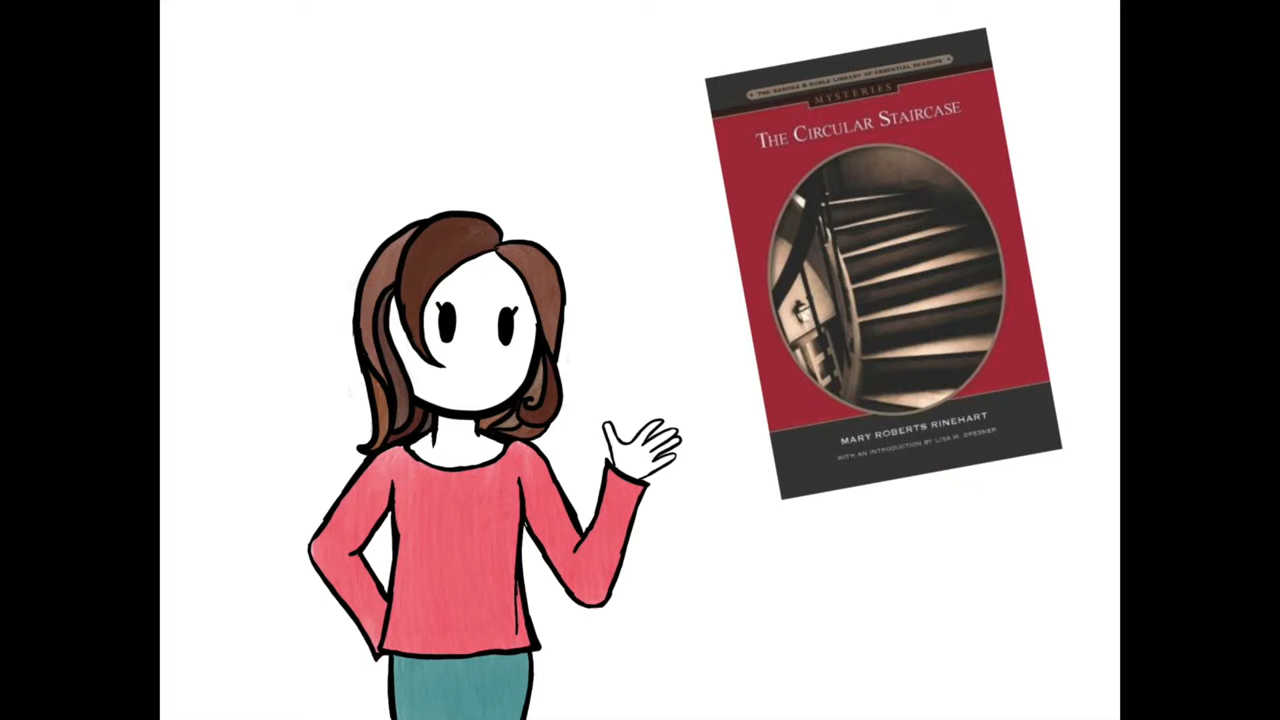 THE BARNES & NOBLE LIBRARY OF ESSENTIAL READING
MYSTERIES
THE CIRCULAR STAIRCASE
MARY ROBERTS RINEHART
WITH AN INTRODUCTION BY LISA M. DRESNER